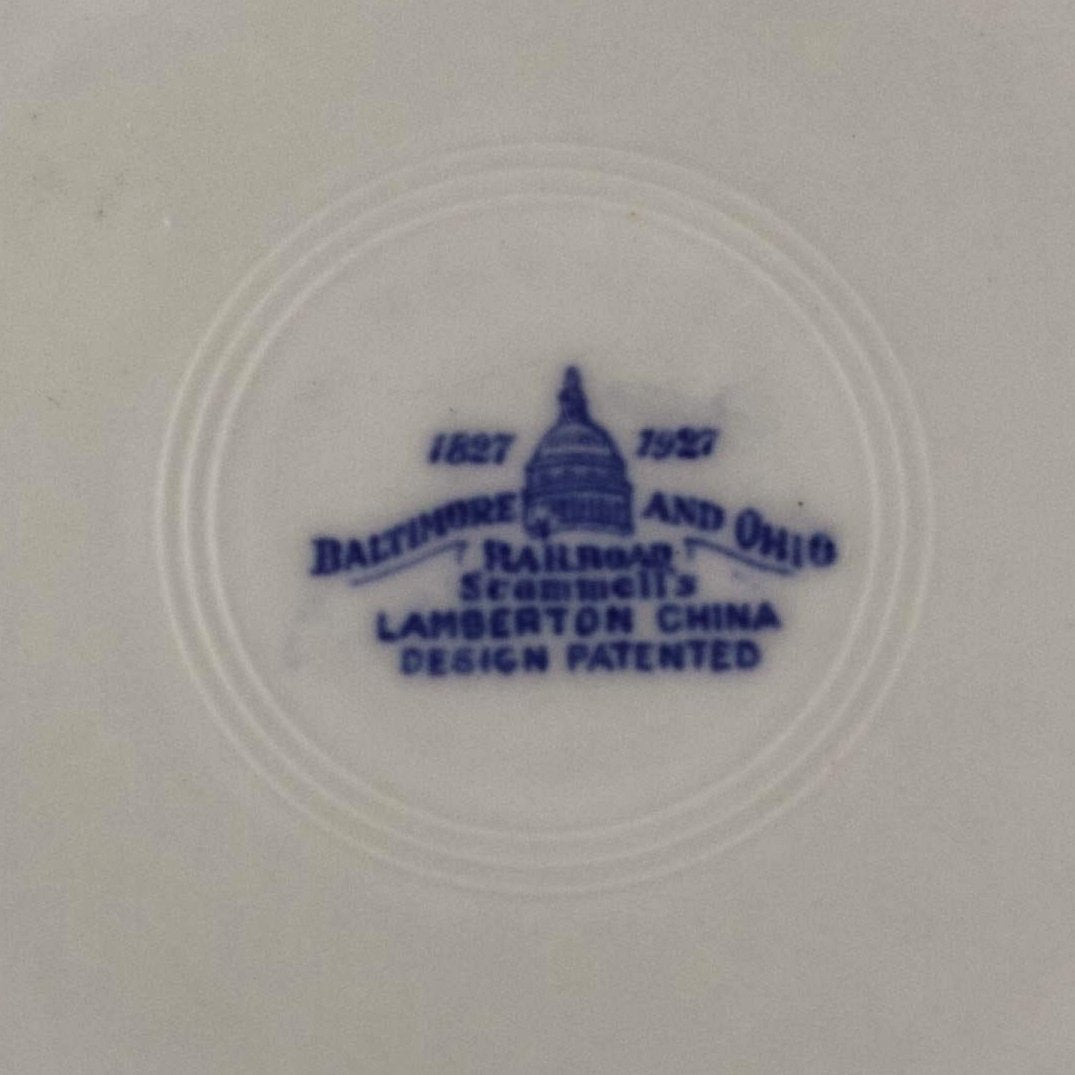 1827 1927
BALTIMORE AND OHIO
RAILROAD
Scammell's
LAMBERTON CHINA
DESIGN PATENTED